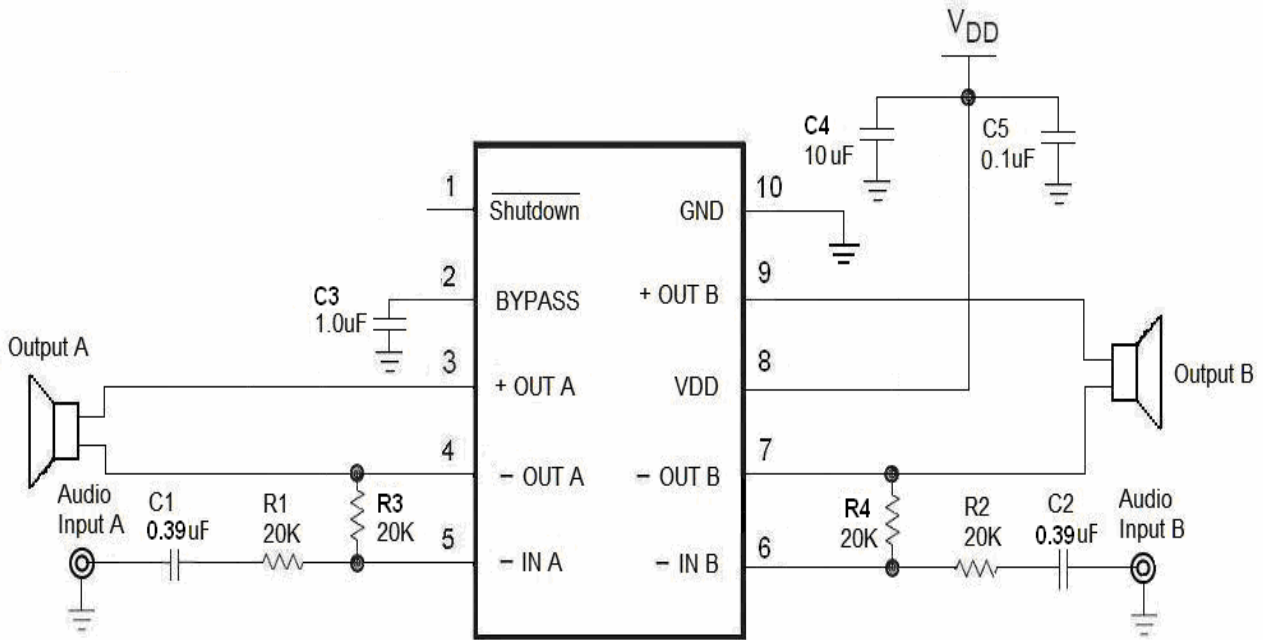 VDD
C4
10uF
C5
0.1uF
1
Shutdown
10
GND
2
BYPASS
9
+ OUT B
C3
1.0uF
Output A
3
+ OUT A
8
VDD
Output B
4
– OUT A
7
– OUT B
Audio
Input A
C1
0.39uF
R1
20K
R3
20K
5
– IN A
6
– IN B
R4
20K
R2
20K
C2
0.39uF
Audio
Input B